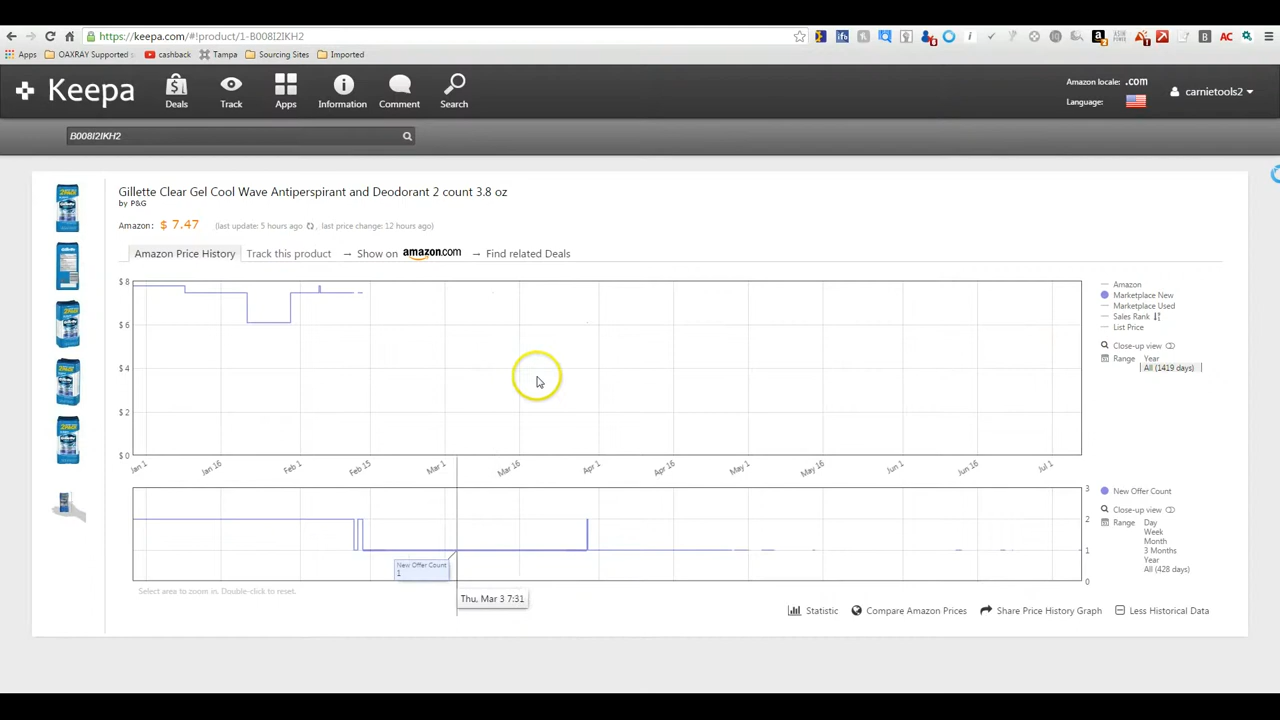 https://keepa.com/#!product/1-B008I2IKH2
Apps OAXRAY Supported cashback Tampa Sourcing Sites Imported
Keepa Deals Track Apps Information Comment Search
Amazon locale: .com
Language:
carnietools2
B008I2IKH2
Gillette Clear Gel Cool Wave Antiperspirant and Deodorant 2 count 3.8 oz
by P&G
Amazon: $ 7.47 (last update: 5 hours ago , last price change: 12 hours ago)
Amazon Price History Track this product → Show on amazon.com → Find related Deals
$ 8
$ 6
$ 4
$ 2
$ 0
Jan 1 Jan 16 Feb 1 Feb 15 Mar 1 Mar 16 Apr 1 Apr 16 May 1 May 16 Jun 1 Jun 16 Jul 1
Amazon
Marketplace New
Marketplace Used
Sales Rank
List Price
Close-up view
Range Year
All (1419 days)
3
2
1
0
New Offer Count
1
Thu, Mar 3 7:31
New Offer Count
Close-up view
Range Day
Week
Month
3 Months
Year
All (428 days)
Select area to zoom in. Double-click to reset.
Statistic Compare Amazon Prices Share Price History Graph Less Historical Data